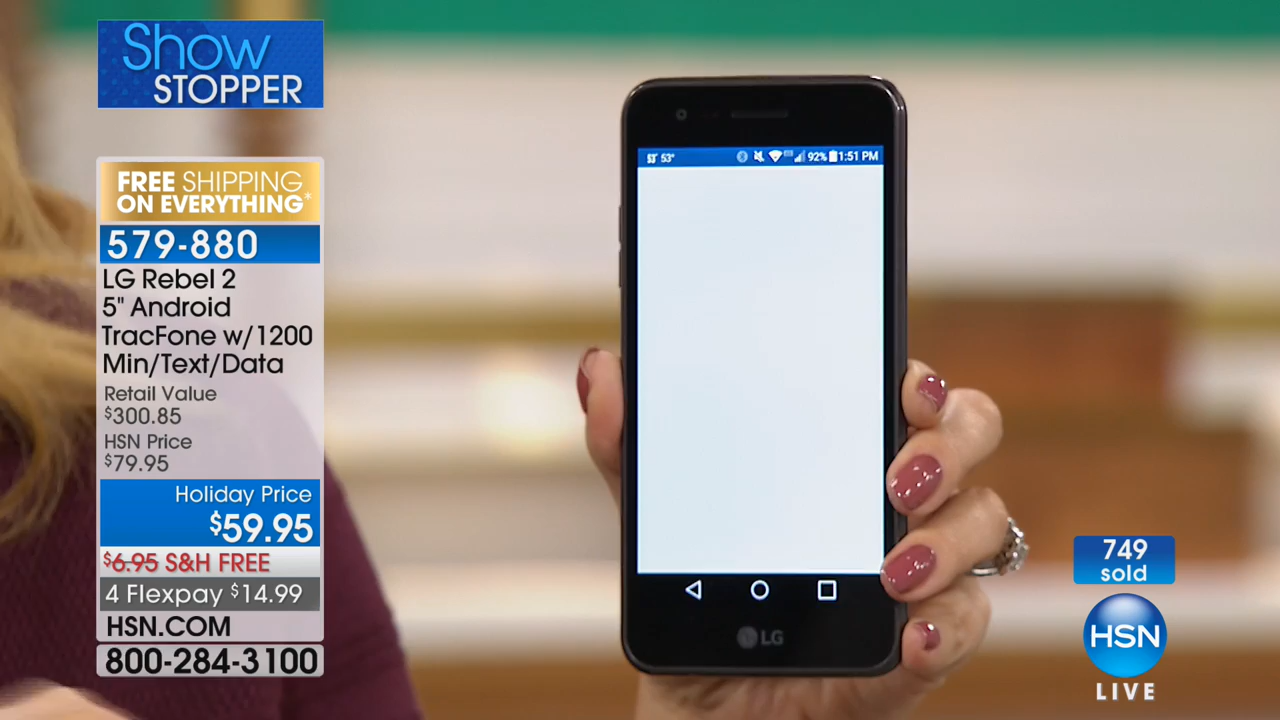 Show
STOPPER
FREE SHIPPING
ON EVERYTHING*
579-880
LG Rebel 2
5" Android
TracFone w/1200
Min/Text/Data
Retail Value
$300.85
HSN Price
$79.95
Holiday Price
$59.95
$6.95 S&H FREE
4 Flexpay $14.99
HSN.COM
800-284-3100
53° 92% 1:51 PM
LG
749
sold
HSN
LIVE